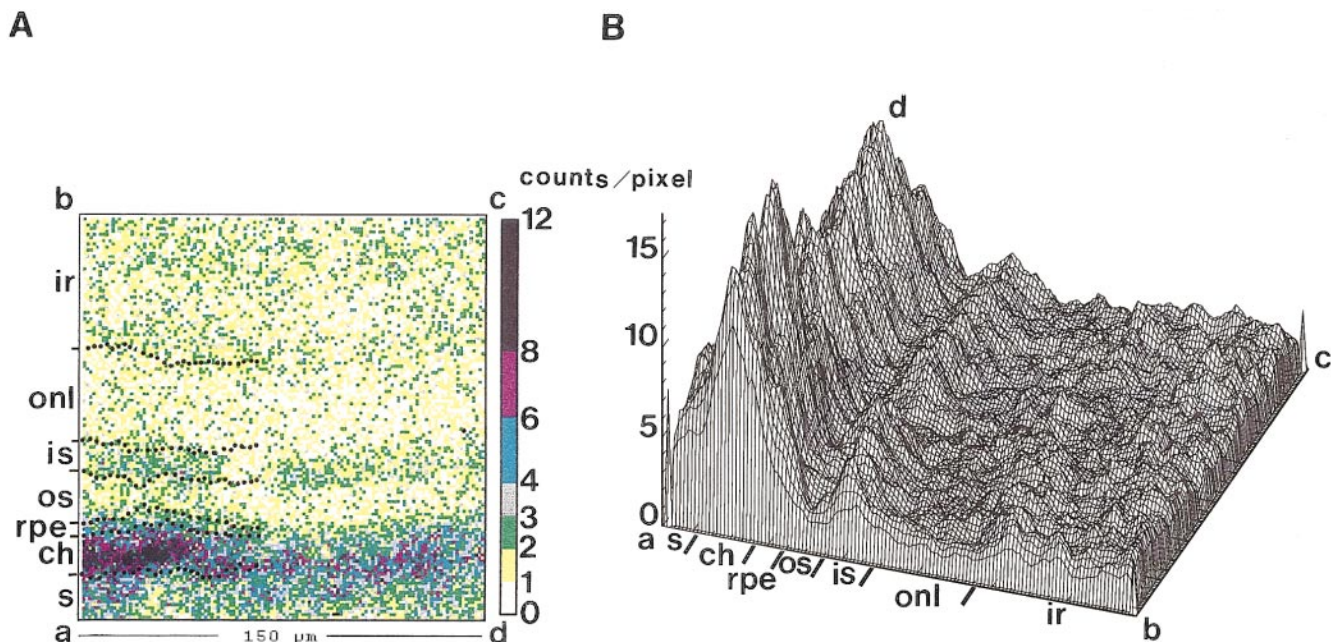 A
B
b
c
12
ir
onl
is
os
rpe
ch
s
8
6
4
3
2
1
0
a
150 μm
d
counts/pixel
15
10
5
0
d
c
a
s
ch
rpe
os
is
onl
ir
b